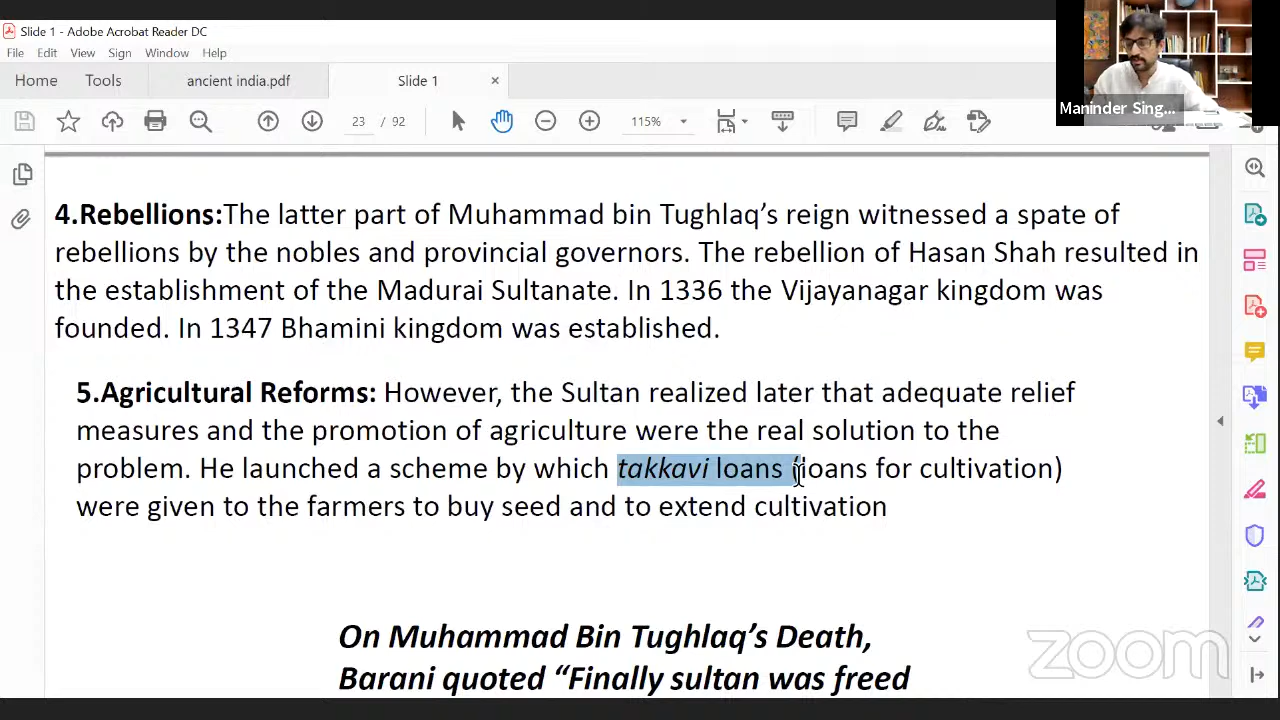 Slide 1 - Adobe Acrobat Reader DC
File Edit View Sign Window Help
Home Tools ancient india.pdf Slide 1 ×
23 / 92 115%
Maninder Sing...
4.Rebellions:The latter part of Muhammad bin Tughlaq’s reign witnessed a spate of
rebellions by the nobles and provincial governors. The rebellion of Hasan Shah resulted in
the establishment of the Madurai Sultanate. In 1336 the Vijayanagar kingdom was
founded. In 1347 Bhamini kingdom was established.
5.Agricultural Reforms: However, the Sultan realized later that adequate relief
measures and the promotion of agriculture were the real solution to the
problem. He launched a scheme by which takkavi loans (loans for cultivation)
were given to the farmers to buy seed and to extend cultivation
On Muhammad Bin Tughlaq’s Death,
Barani quoted “Finally sultan was freed
zoom